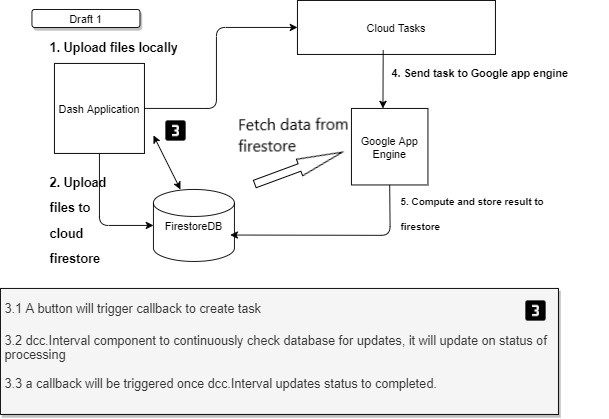 Draft 1
Cloud Tasks
1. Upload files locally
4. Send task to Google app engine
Dash Application
3
Fetch data from
firestore
Google App
Engine
2. Upload
files to
cloud
firestore
FirestoreDB
5. Compute and store result to
firestore
3.1 A button will trigger callback to create task
3
3.2 dcc.Interval component to continuously check database for updates, it will update on status of
processing
3.3 a callback will be triggered once dcc.Interval updates status to completed.